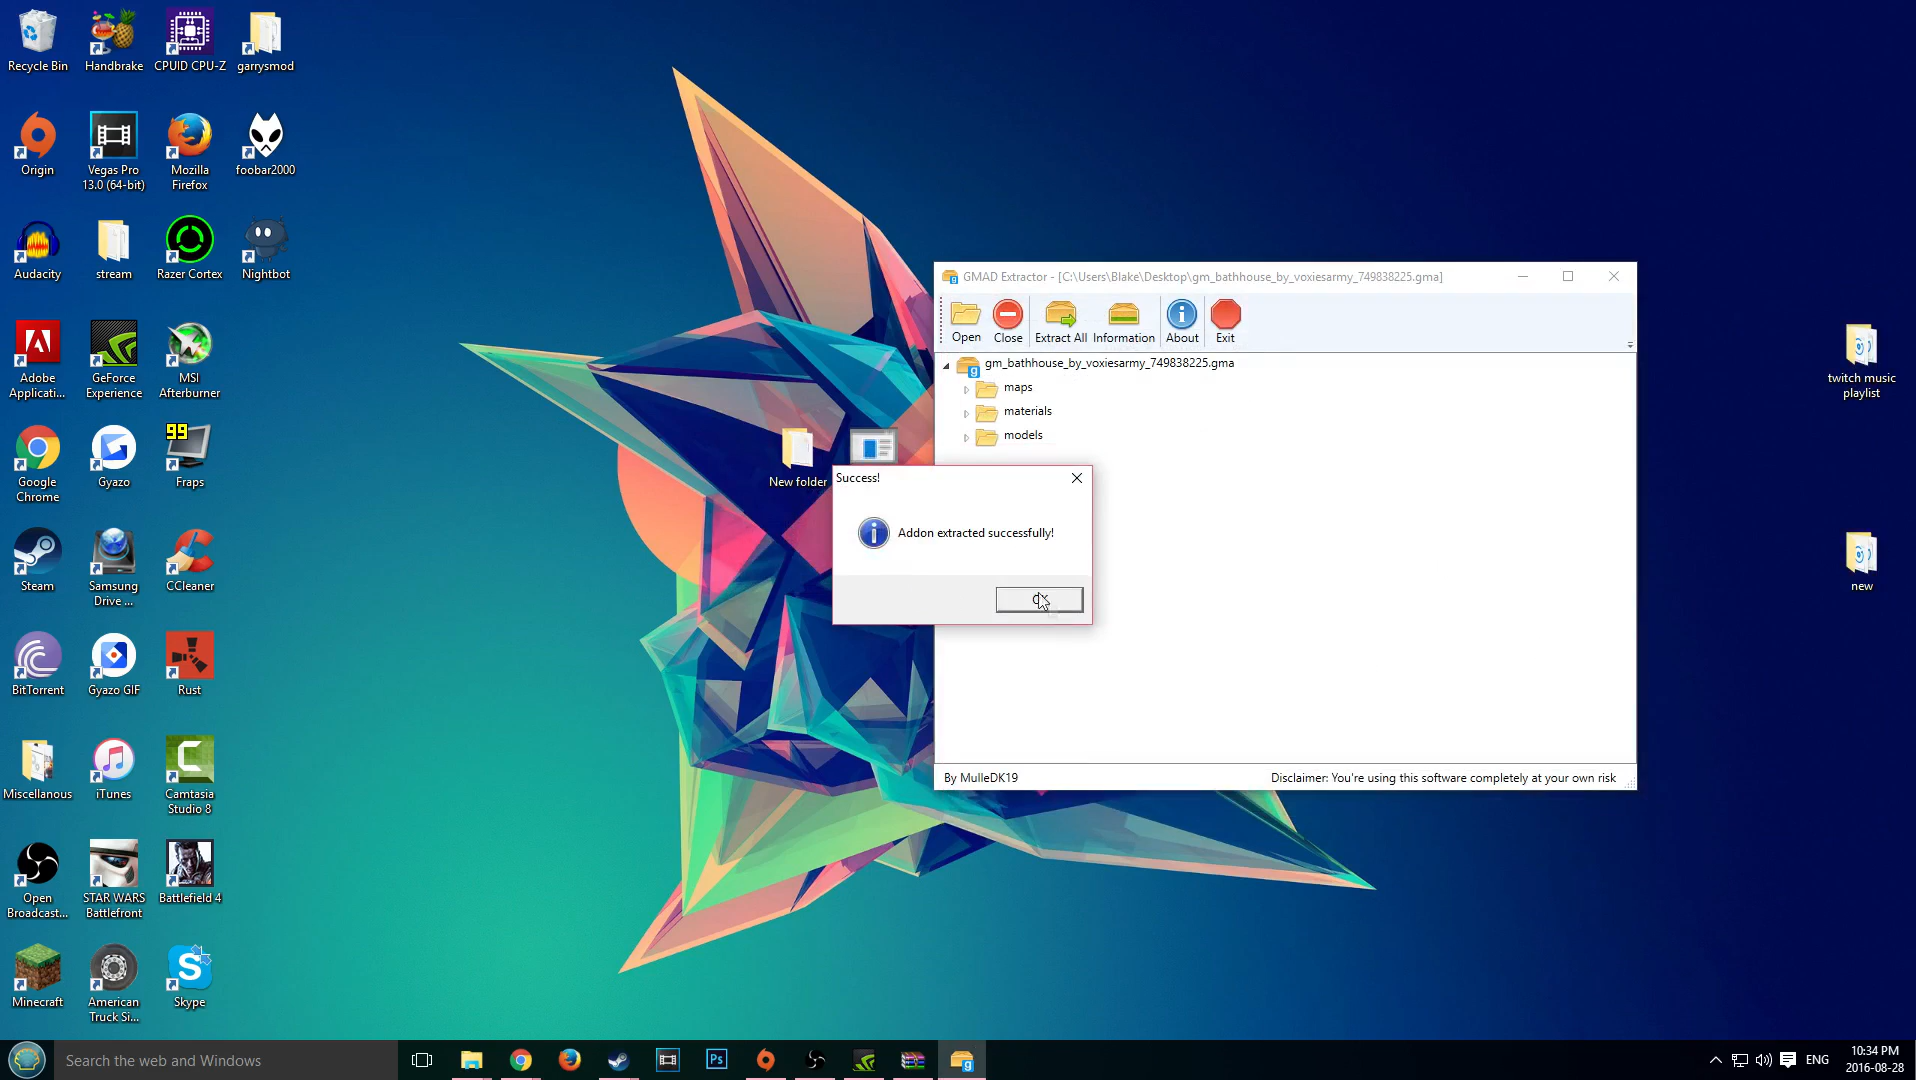 Recycle Bin
Handbrake
CPUID CPU-Z
garrysmod
Origin
Vegas Pro
13.0 (64-bit)
Mozilla
Firefox
foobar2000
Audacity
stream
Razer Cortex
Nightbot
Adobe
Applicati...
GeForce
Experience
MSI
Afterburner
Google
Chrome
Gyazo
99
Fraps
Steam
Samsung
Drive ...
CCleaner
BitTorrent
Gyazo GIF
Rust
Miscellanous
iTunes
Camtasia
Studio 8
Open
Broadcast...
STAR WARS
Battlefront
Battlefield 4
Minecraft
American
Truck Si...
Skype
New folder
GMAD Extractor - [C:\Users\Blake\Desktop\gm_bathhouse_by_voxiesarmy_749838225.gma]
Open
Close
Extract All
Information
About
Exit
gm_bathhouse_by_voxiesarmy_749838225.gma
maps
materials
models
Success!
Addon extracted successfully!
By MulleDK19
Disclaimer: You're using this software completely at your own risk
twitch music
playlist
new
Search the web and Windows
Ps
ENG
10:34 PM
2016-08-28